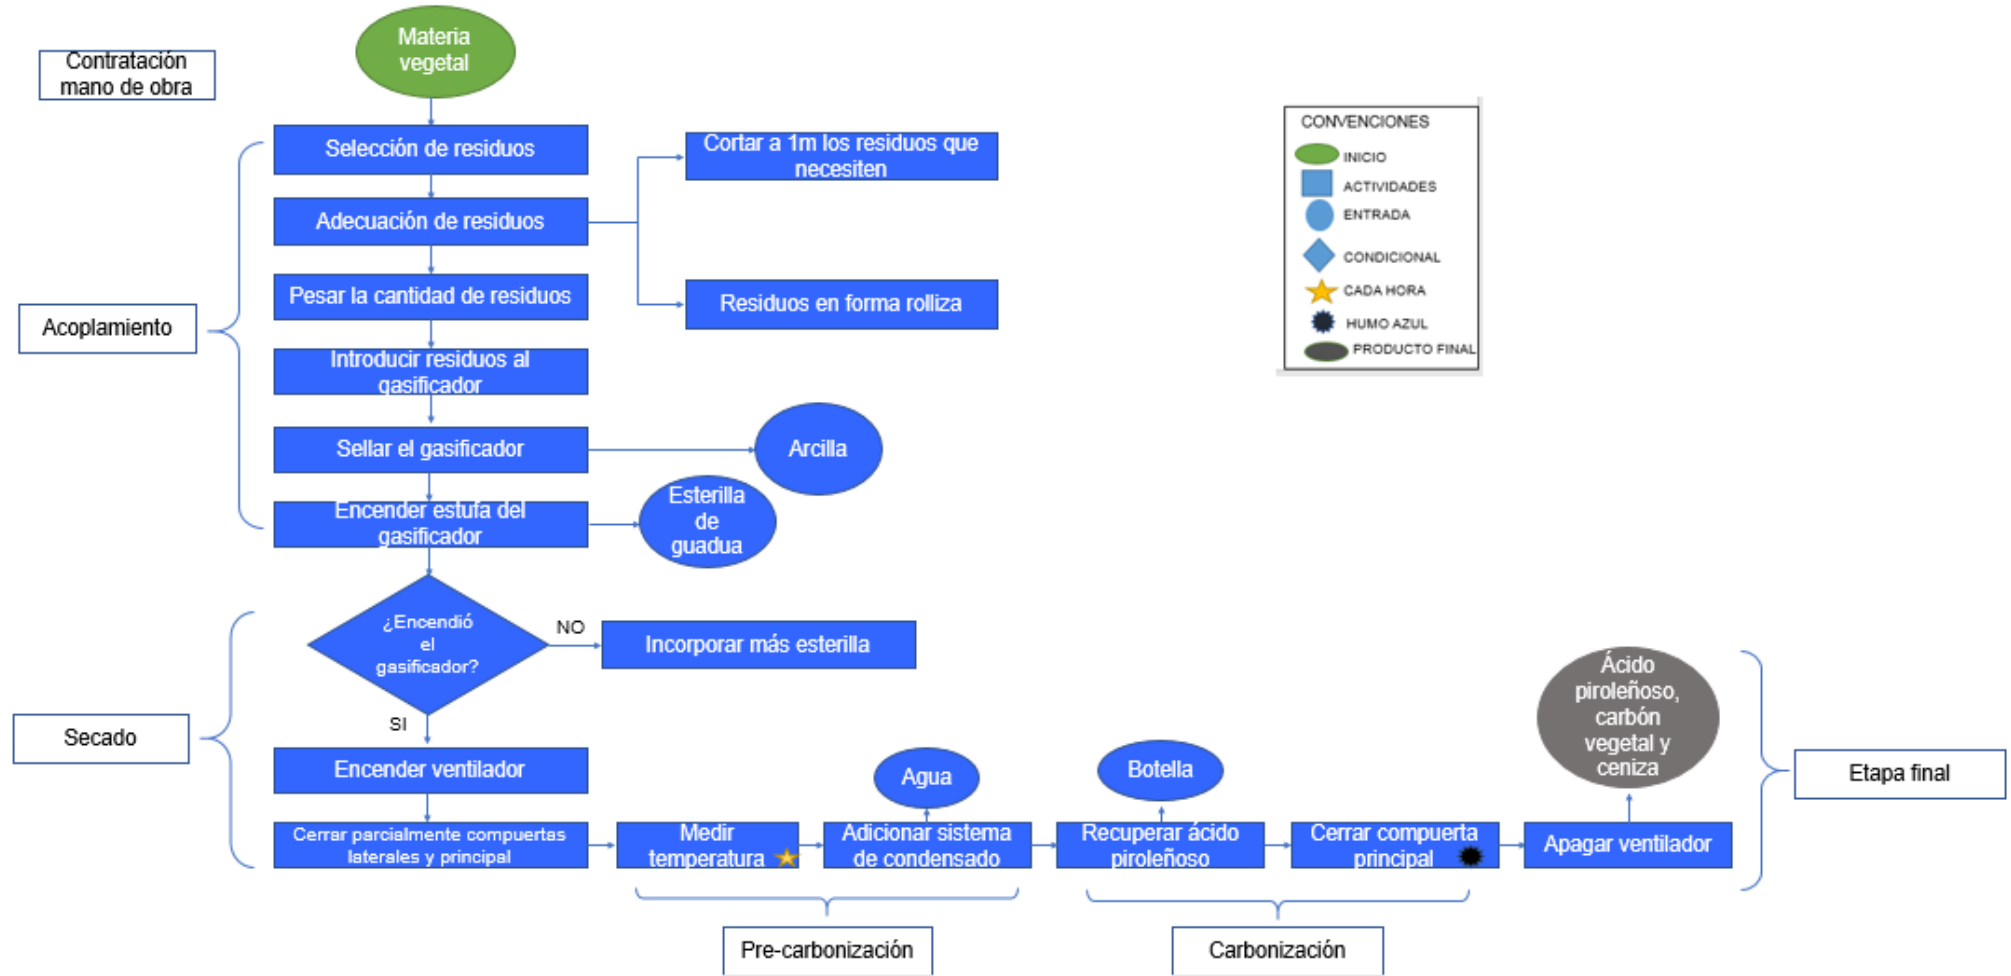 Contratación
mano de obra
Materia
vegetal
Selección de residuos
Adecuación de residuos
Pesar la cantidad de residuos
Introducir residuos al
gasificador
Sellar el gasificador
Encender estufa del
gasificador
Cortar a 1m los residuos que
necesiten
Residuos en forma rolliza
Arcilla
Esterilla
de
guadua
Acoplamiento
CONVENCIONES
INICIO
ACTIVIDADES
ENTRADA
CONDICIONAL
CADA HORA
HUMO AZUL
PRODUCTO FINAL
¿Encendió
el
gasificador?
NO
Incorporar más esterilla
SI
Secado
Encender ventilador
Cerrar parcialmente compuertas
laterales y principal
Medir
temperatura
Agua
Adicionar sistema
de condensado
Botella
Recuperar ácido
piroleñoso
Cerrar compuerta
principal
Apagar ventilador
Ácido
piroleñoso,
carbón
vegetal y
ceniza
Etapa final
Pre-carbonización
Carbonización